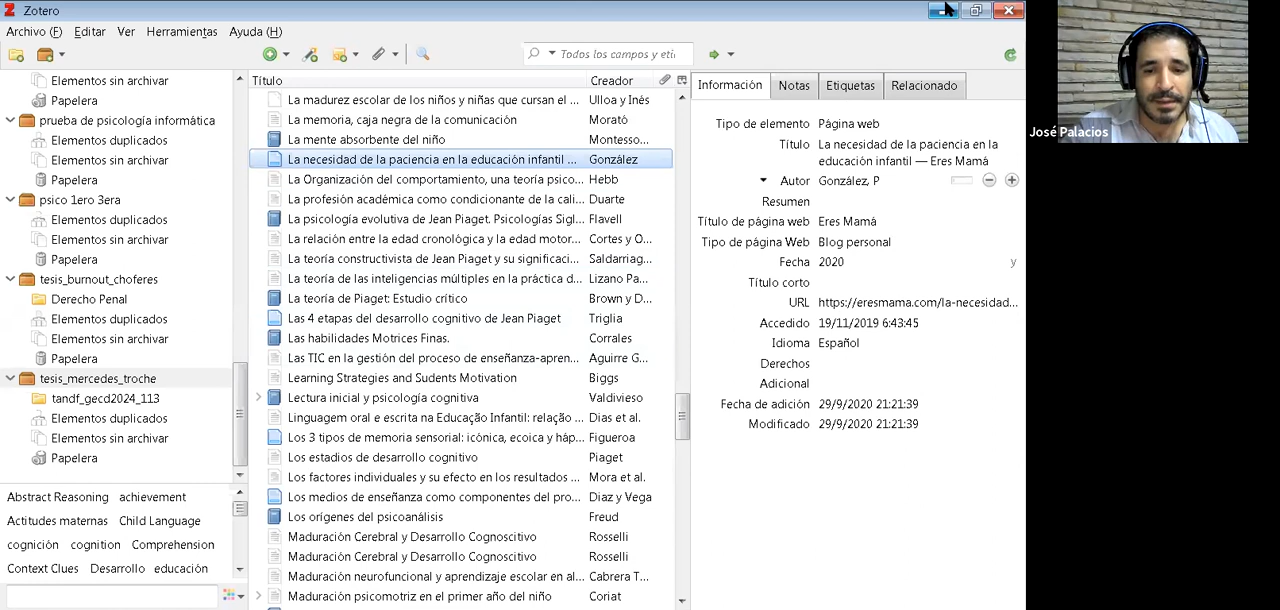 Zotero
Archivo (F) Editar Ver Herramientas Ayuda (H)
Todos los campos y eti
Elementos sin archivar
Papelera
prueba de psicología informática
Elementos duplicados
Elementos sin archivar
Papelera
psico 1ero 3era
Elementos duplicados
Elementos sin archivar
Papelera
tesis_burnout_choferes
Derecho Penal
Elementos duplicados
Elementos sin archivar
Papelera
tesis_mercedes_troche
tandf_gecd2024_113
Elementos duplicados
Elementos sin archivar
Papelera
Abstract Reasoning achievement
Actitudes maternas Child Language
cognición cognition Comprehension
Context Clues Desarrollo educación
Título Creador
La madurez escolar de los niños y niñas que cursan el ... Ulloa y Inés
La memoria, caja negra de la comunicación Morató
La mente absorbente del niño Montesso...
La necesidad de la paciencia en la educación infantil ... González
La Organización del comportamiento, una teoría psico... Hebb
La profesión académica como condicionante de la cali... Duarte
La psicología evolutiva de Jean Piaget. Psicologías Sigl... Flavell
La relación entre la edad cronológica y la edad motor... Cortes y O...
La teoría constructivista de Jean Piaget y su significaci... Saldarriag...
La teoría de las inteligencias múltiples en la práctica d... Lizano Pa...
La teoría de Piaget: Estudio crítico Brown y D...
Las 4 etapas del desarrollo cognitivo de Jean Piaget Triglia
Las habilidades Motrices Finas. Corrales
Las TIC en la gestión del proceso de enseñanza-apren... Aguirre G...
Learning Strategies and Sudents Motivation Biggs
Lectura inicial y psicología cognitiva Valdivieso
Linguagem oral e escrita na Educação Infantil: relação ... Dias et al.
Los 3 tipos de memoria sensorial: icónica, ecoica y háp... Figueroa
Los estadios de desarrollo cognitivo Piaget
Los factores individuales y su efecto en los resultados ... Mora et al.
Los medios de enseñanza como componentes del pro... Diaz y Vega
Los orígenes del psicoanálisis Freud
Maduración Cerebral y Desarrollo Cognoscitivo Rosselli
Maduración Cerebral y Desarrollo Cognoscitivo Rosselli
Maduración neurofuncional y aprendizaje escolar en al... Cabrera T...
Maduración psicomotriz en el primer año del niño Coriat
Información Notas Etiquetas Relacionado
Tipo de elemento Página web
Título La necesidad de la paciencia en la
educación infantil — Eres Mamá
Autor González, P
Resumen
Título de página web Eres Mamá
Tipo de página Web Blog personal
Fecha 2020 y
Título corto
URL https://eresmama.com/la-necesidad...
Accedido 19/11/2019 6:43:45
Idioma Español
Derechos
Adicional
Fecha de adición 29/9/2020 21:21:39
Modificado 29/9/2020 21:21:39
José Palacios